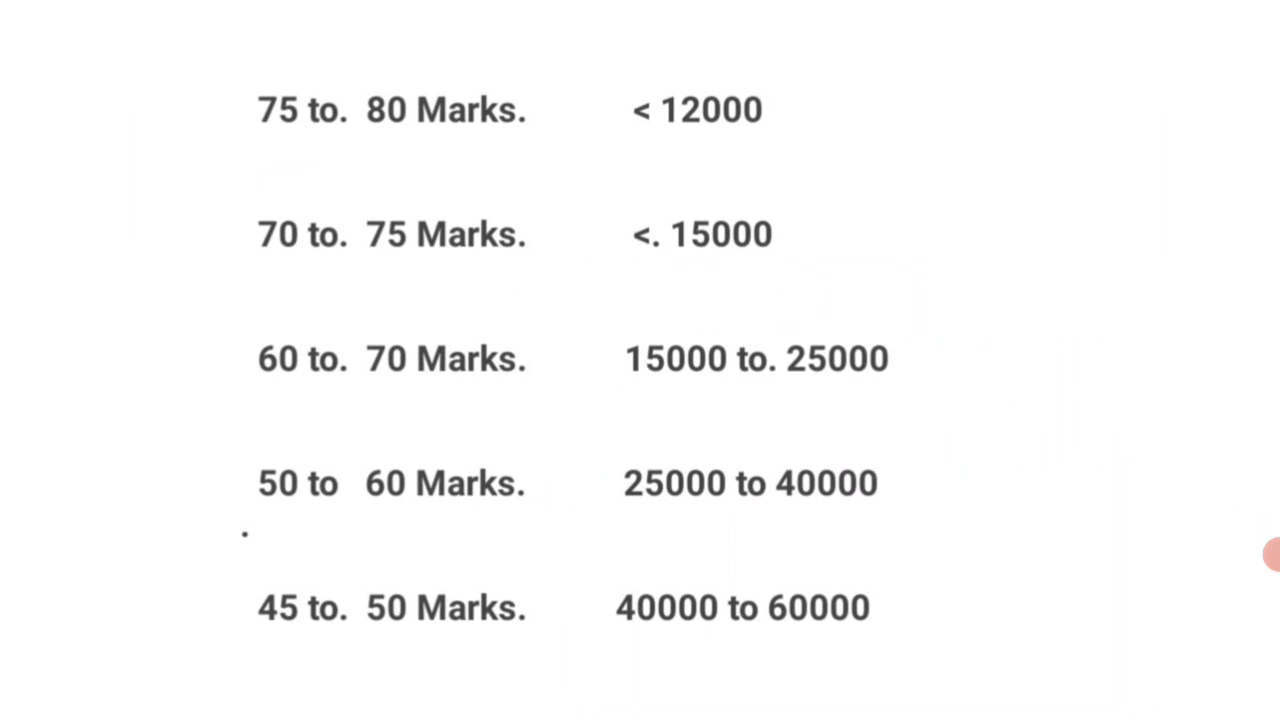 75 to. 80 Marks. < 12000
70 to. 75 Marks. <. 15000
60 to. 70 Marks. 15000 to. 25000
50 to 60 Marks. 25000 to 40000
.
45 to. 50 Marks. 40000 to 60000